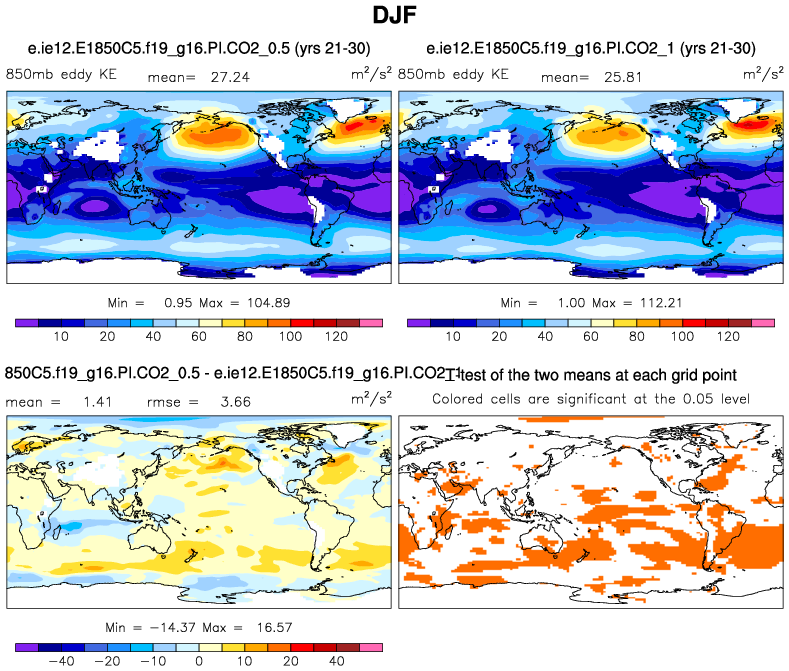 DJF
e.ie12.E1850C5.f19_g16.PI.CO2_0.5 (yrs 21-30)
850mb eddy KE mean= 27.24 m²/s²
Min = 0.95 Max = 104.89
10 20 40 60 80 100 120
e.ie12.E1850C5.f19_g16.PI.CO2_1 (yrs 21-30)
850mb eddy KE mean= 25.81 m²/s²
Min = 1.00 Max = 112.21
10 20 40 60 80 100 120
850C5.f19_g16.PI.CO2_0.5 - e.ie12.E1850C5.f19_g16.PI.CO2_1
mean = 1.41 rmse = 3.66 m²/s²
Min = -14.37 Max = 16.57
-40 -20 -10 0 10 20 40
T-test of the two means at each grid point
Colored cells are significant at the 0.05 level